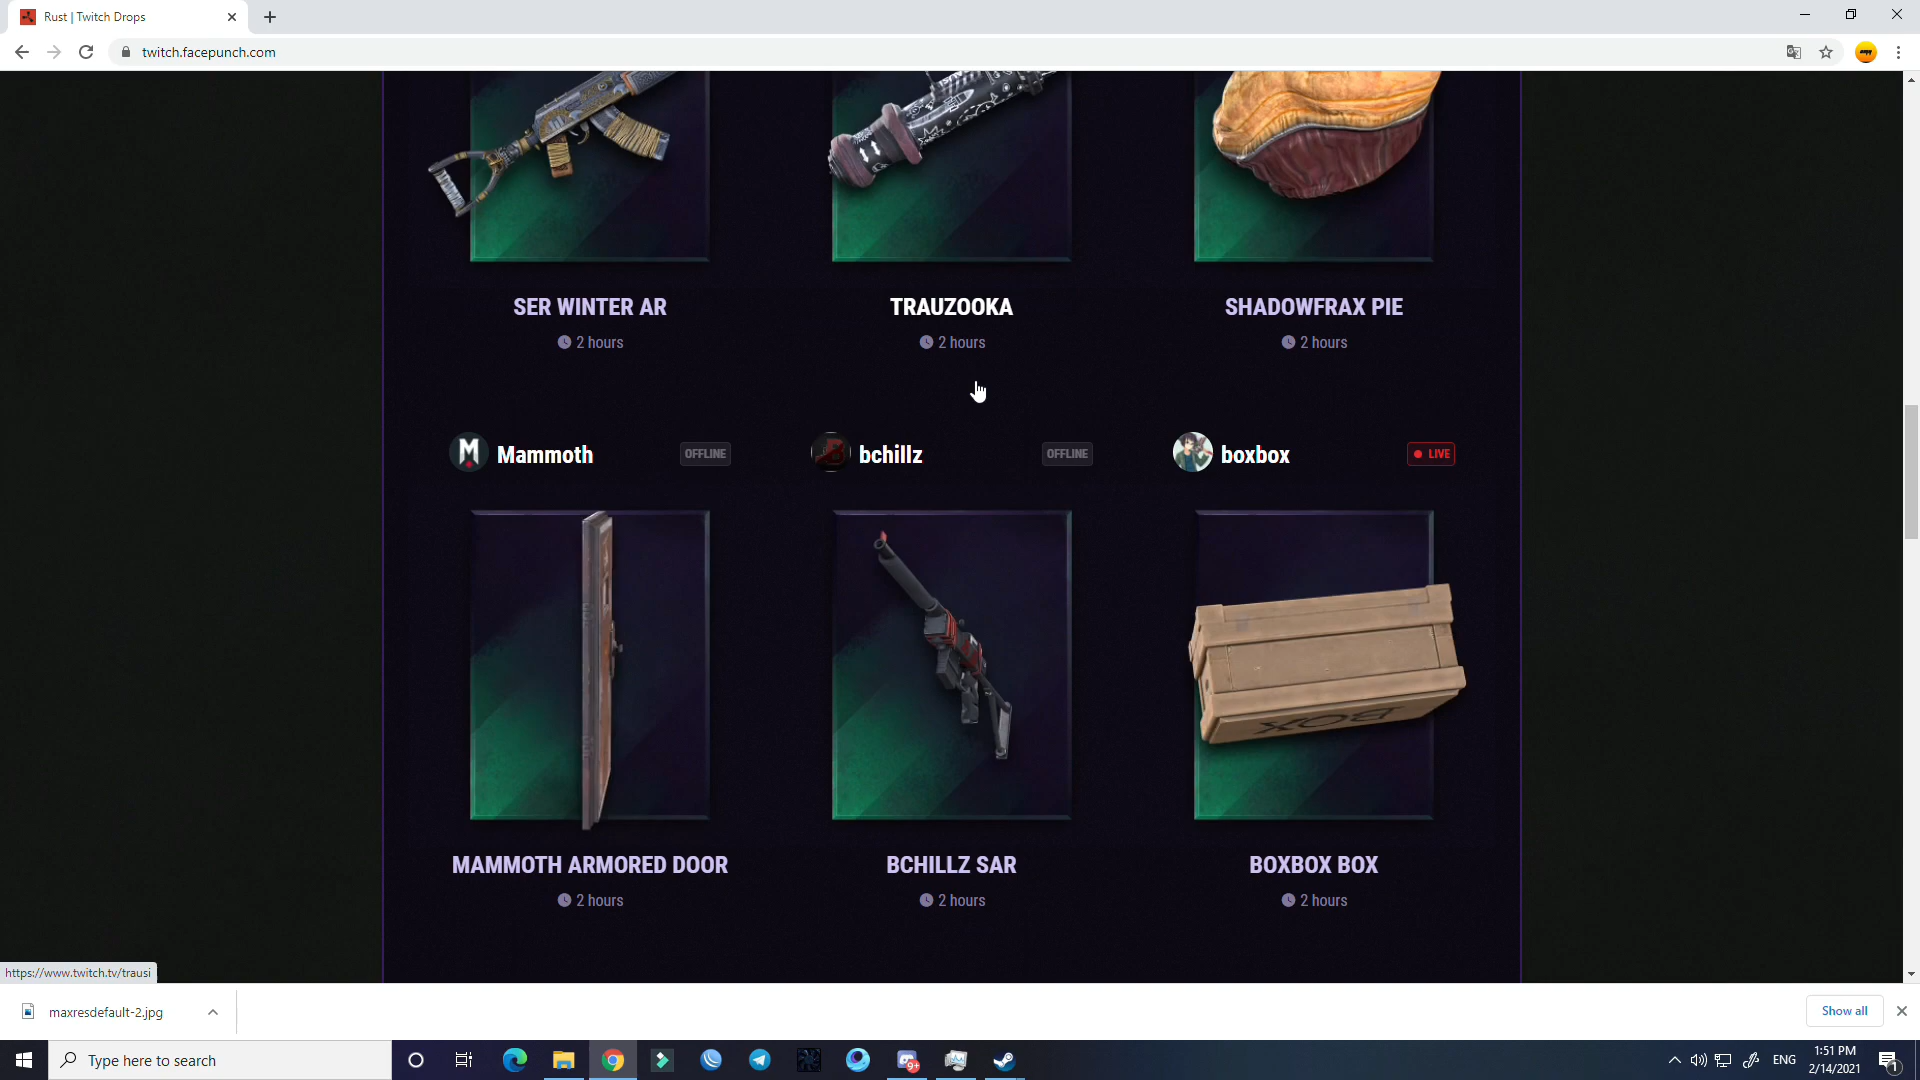 Rust | Twitch Drops
twitch.facepunch.com
SER WINTER AR
2 hours
TRAUZOOKA
2 hours
SHADOWFRAX PIE
2 hours
Mammoth
OFFLINE
bchillz
OFFLINE
boxbox
LIVE
BOX
MAMMOTH ARMORED DOOR
2 hours
BCHILLZ SAR
2 hours
BOXBOX BOX
2 hours
https://www.twitch.tv/trausi
maxresdefault-2.jpg
Show all
Type here to search
9+
ENG
1:51 PM
2/14/2021
1